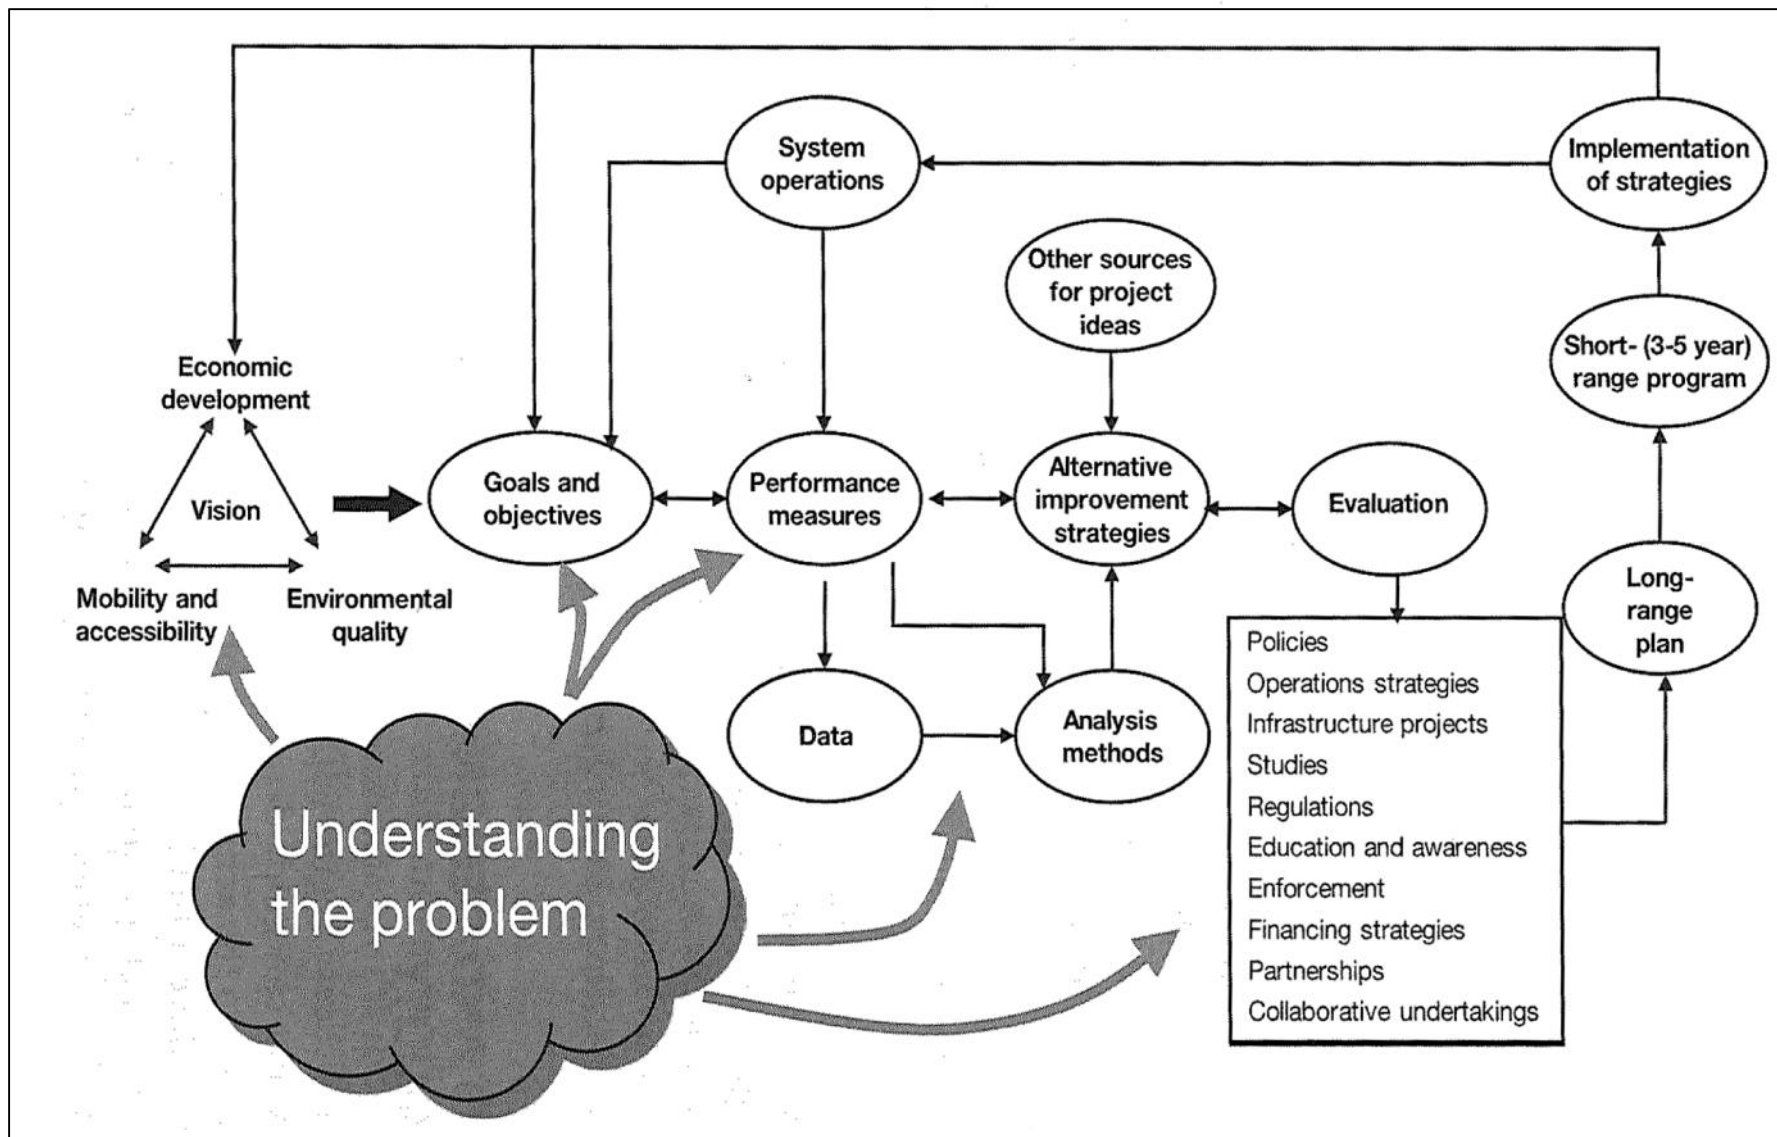 System
operations
Implementation
of strategies
Other sources
for project
ideas
Short- (3-5 year)
range program
Economic
development
Vision
Mobility and
accessibility
Environmental
quality
Goals and
objectives
Performance
measures
Alternative
improvement
strategies
Evaluation
Long-
range
plan
Data
Analysis
methods
Policies
Operations strategies
Infrastructure projects
Studies
Regulations
Education and awareness
Enforcement
Financing strategies
Partnerships
Collaborative undertakings
Understanding
the problem